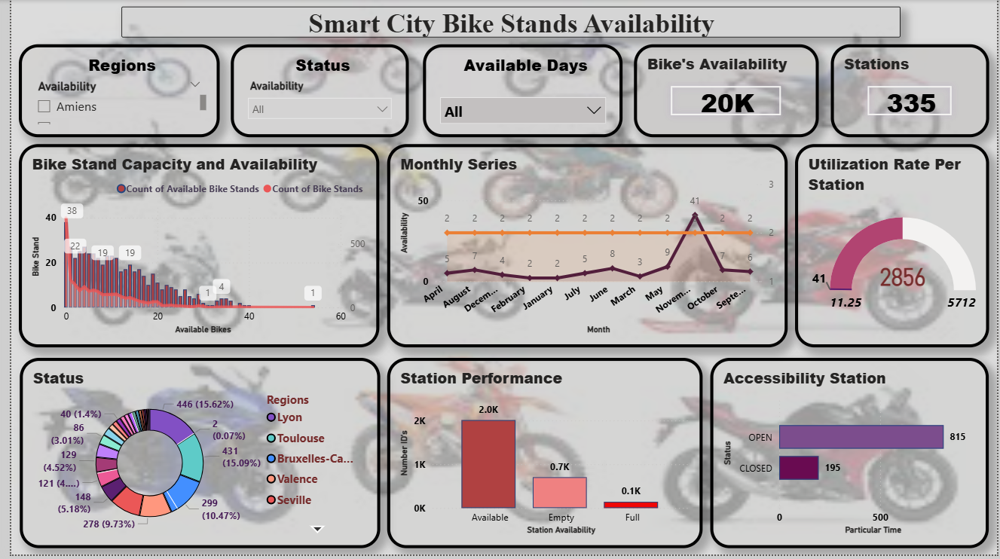 Smart City Bike Stands Availability
Regions
Availability
Amiens
Status
Availability
All
Available Days
All
Bike's Availability
20K
Stations
335
Bike Stand Capacity and Availability
Count of Available Bike Stands Count of Bike Stands
38
40
22
19
19
500
20
1
4
1
0
0
0 20 40 60
Bike Stand
Available Bikes
Monthly Series
3
50
41
2 2 2 2 2 2 2 2 2 2 2
2
5 7 4 2 2 5 8 3 9 7 6
0
1
Availability
April August Decem... February January July June March May Novem... October Septe...
Month
Utilization Rate Per
Station
41
2856
11.25
5712
Status
446 (15.62%)
2
(0.07%)
431
(15.09%)
299
(10.47%)
278 (9.73%)
148
(5.18%)
121 (4....)
129
(4.52%)
86
(3.01%)
40 (1.4%)
Regions
Lyon
Toulouse
Bruxelles-Ca...
Valence
Seville
Station Performance
2K
2.0K
1K
0.7K
0.1K
0K
Number ID's
Available Empty Full
Station Availability
Accessibility Station
OPEN 815
CLOSED 195
Status
0 500
Particular Time